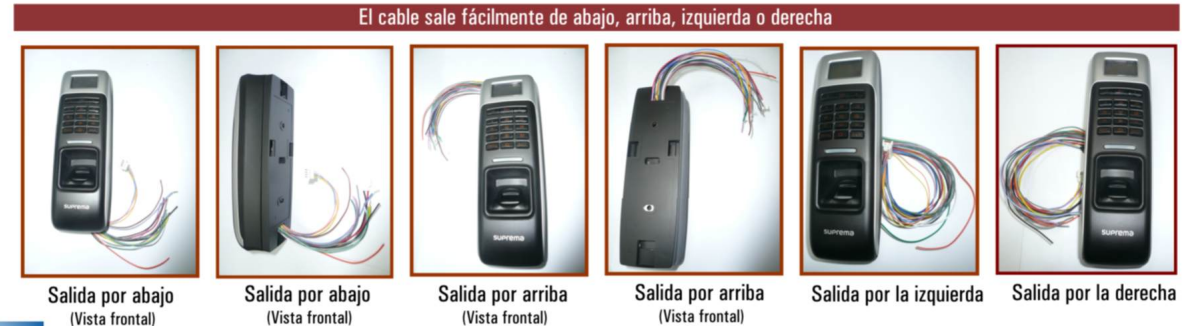 El cable sale fácilmente de abajo, arriba, izquierda o derecha
suprema
suprema
suprema
suprema
Salida por abajo
(Vista frontal)
Salida por abajo
(Vista frontal)
Salida por arriba
(Vista frontal)
Salida por arriba
(Vista frontal)
Salida por la izquierda
Salida por la derecha